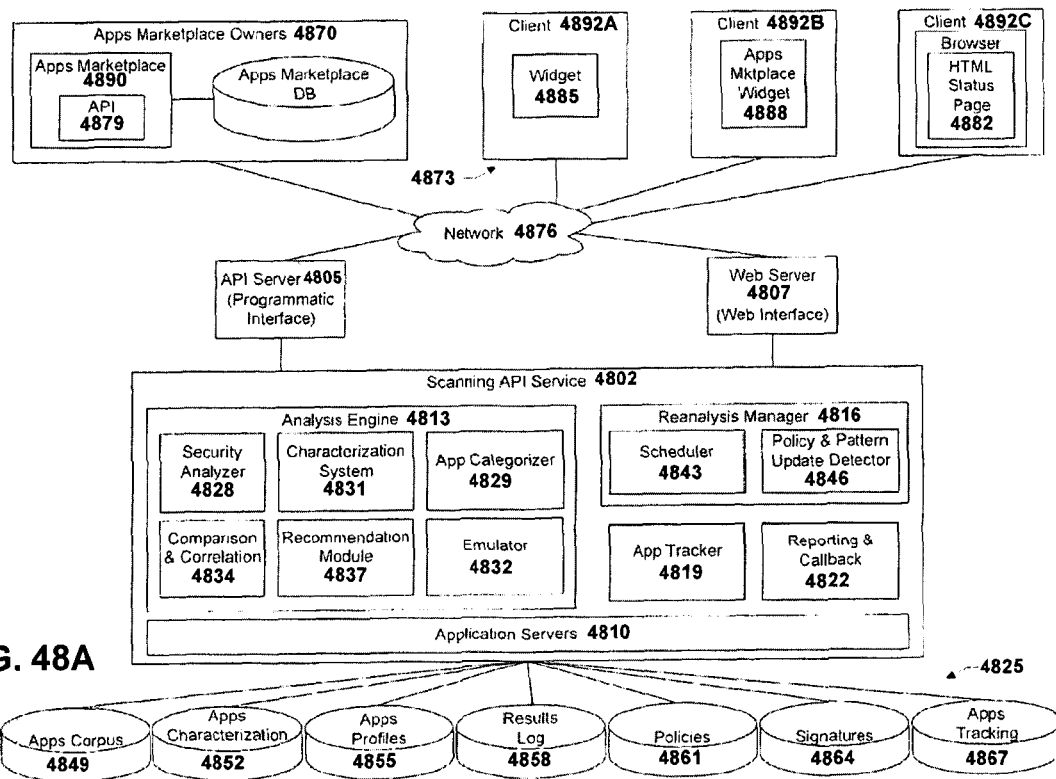 Apps Marketplace Owners 4870
Apps Marketplace
4890
API
4879
Apps Marketplace
DB
Client 4892A
Widget
4885
Client 4892B
Apps
Mktplace
Widget
4888
Client 4892C
Browser
HTML
Status
Page
4882
4873
Network 4876
API Server 4805
(Programmatic
Interface)
Web Server
4807
(Web Interface)
Scanning API Service 4802
Analysis Engine 4813
Security
Analyzer
4828
Characterization
System
4831
App Categorizer
4829
Comparison
& Correlation
4834
Recommendation
Module
4837
Emulator
4832
Reanalysis Manager 4816
Scheduler
4843
Policy & Pattern
Update Detector
4846
App Tracker
4819
Reporting &
Callback
4822
Application Servers 4810
G. 48A
4825
Apps Corpus
4849
Apps
Characterization
4852
Apps
Profiles
4855
Results
Log
4858
Policies
4861
Signatures
4864
Apps
Tracking
4867